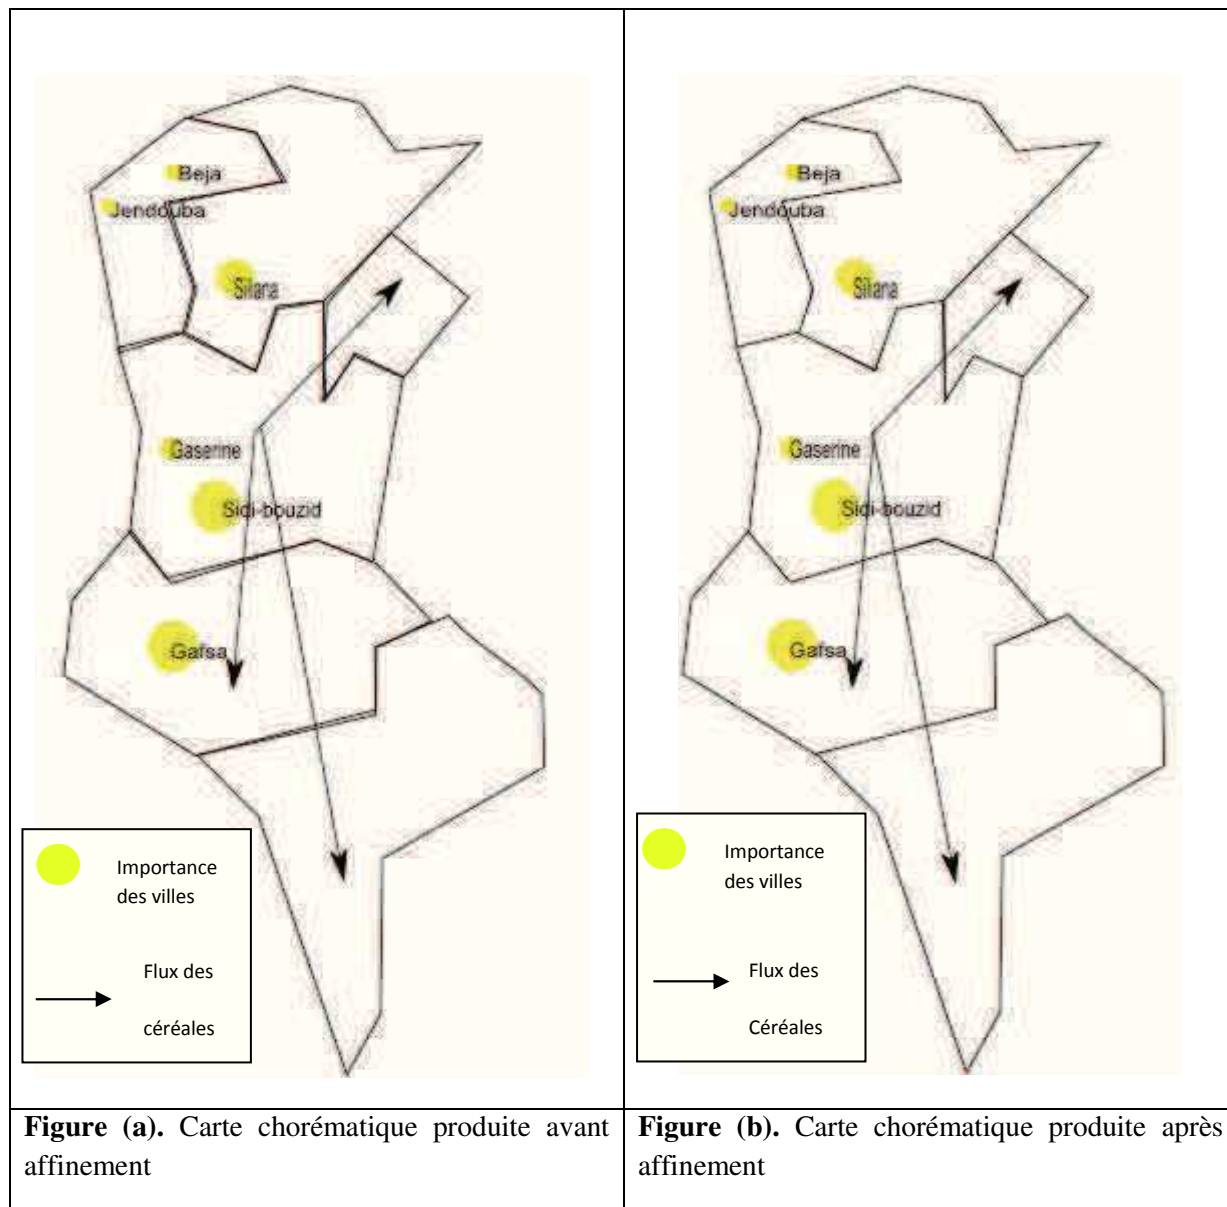 Beja
Jendouba
Siliana
Gaserine
Sidi-bouzid
Gafsa
Importance
des villes
Flux des
céréales
Figure (a). Carte chorématique produite avant
affinement
Beja
Jendouba
Siliana
Gaserine
Sidi-bouzid
Gafsa
Importance
des villes
Flux des
Céréales
Figure (b). Carte chorématique produite après
affinement